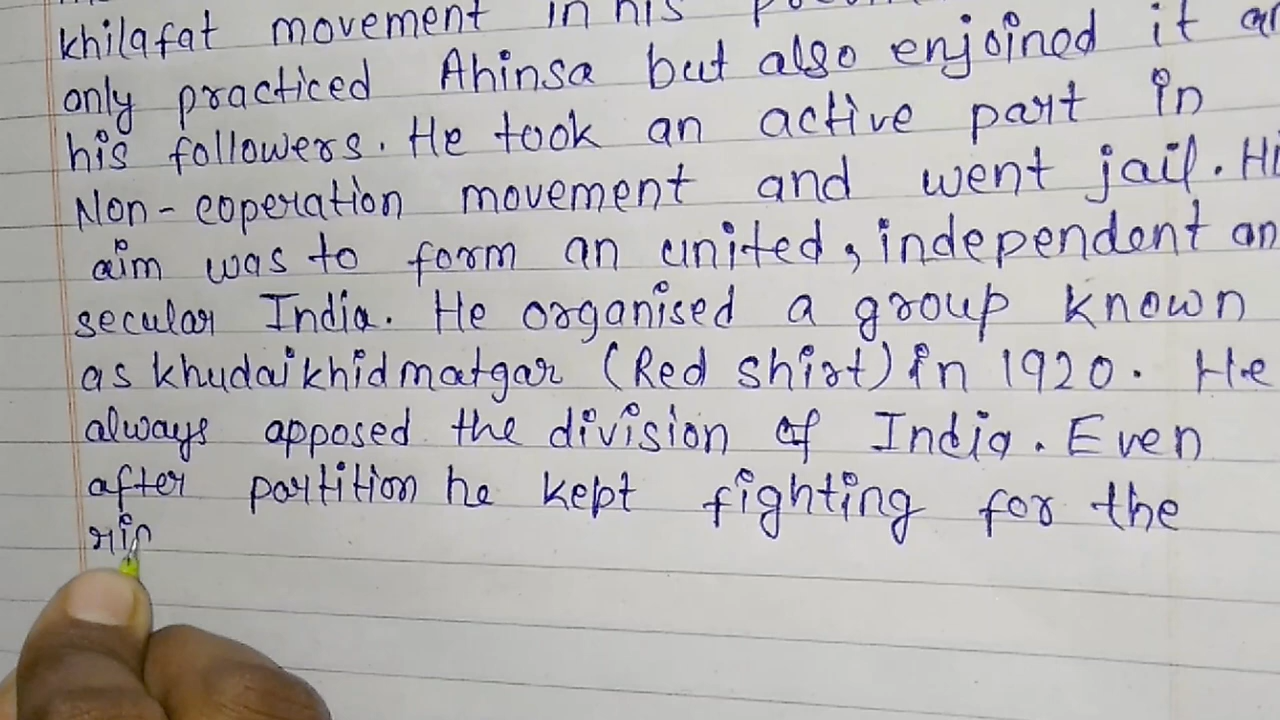 khilafat movement in his
only practiced Ahinsa but also enjoined it
his followers. He took an active part in
Non-coperation movement and went jail.
aim was to form an united, independent an
secular India. He organised a group known
as khudai khidmatgar (Red shirt) in 1920. He
always apposed the division of India. Even
after partition he kept fighting for the